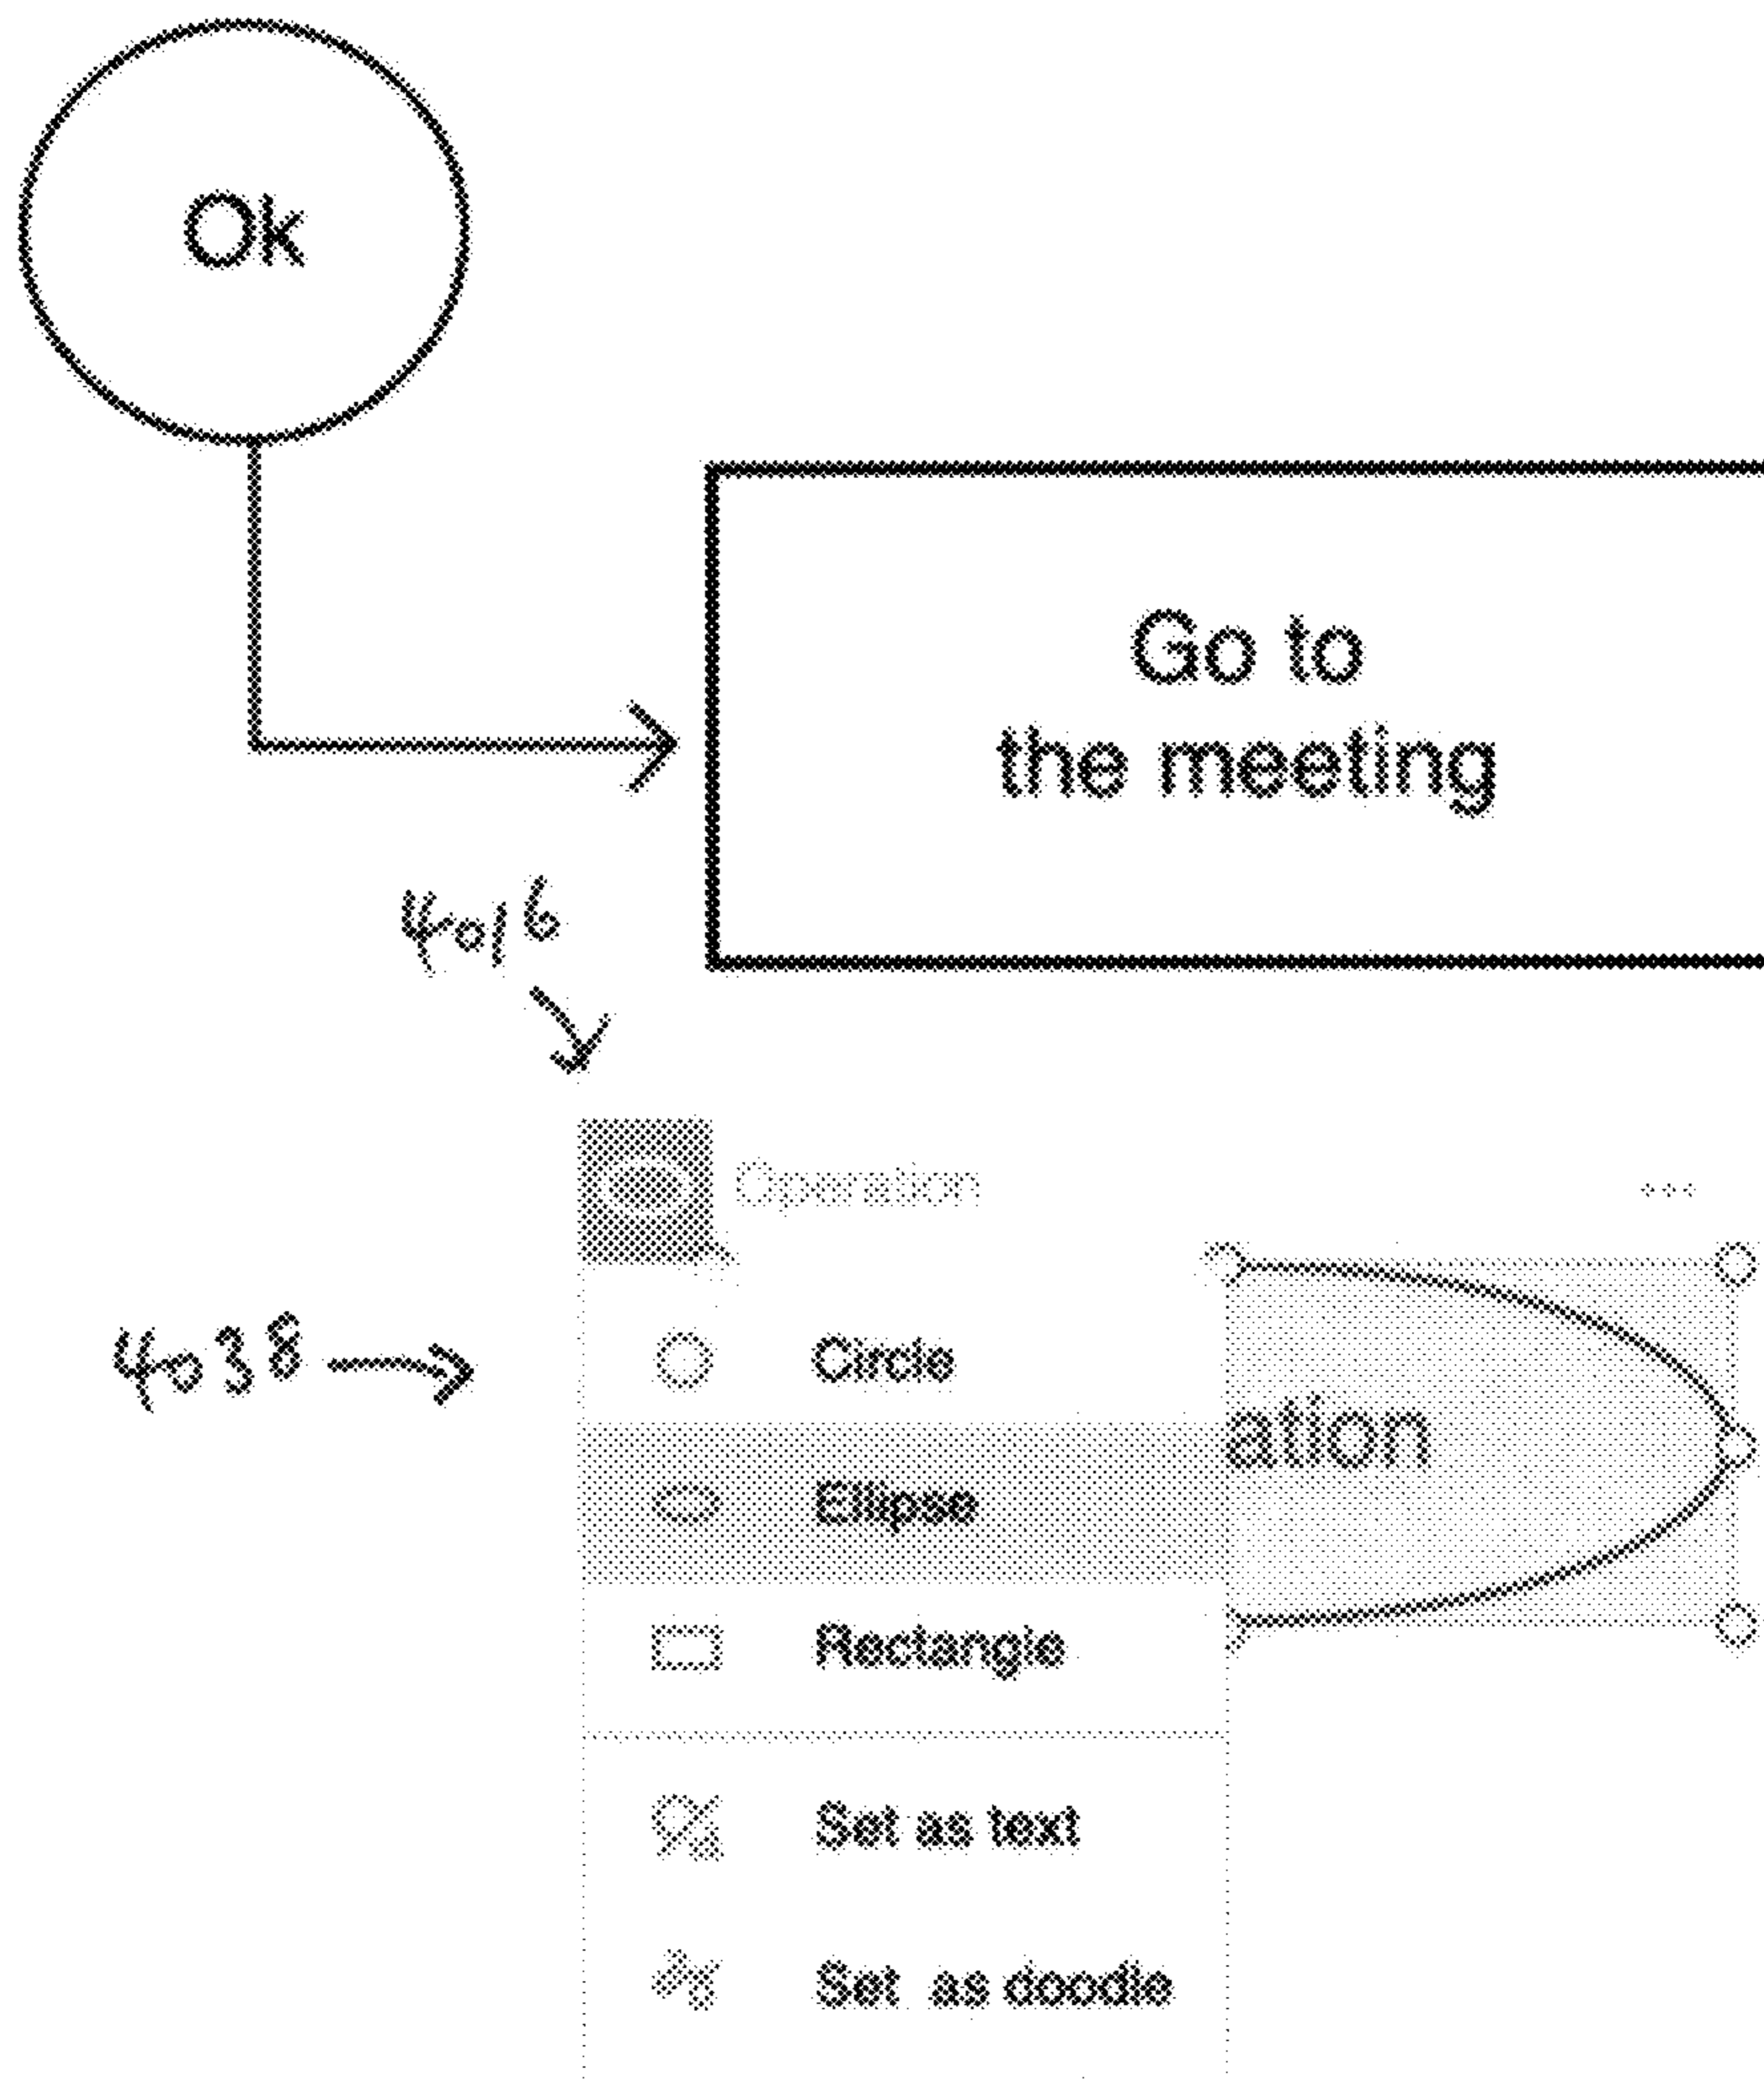 Ok
Go to
the meeting
4016
Operation
...
4038
Circle
ation
Ellipse
Rectangle
Set as text
Set as doodle